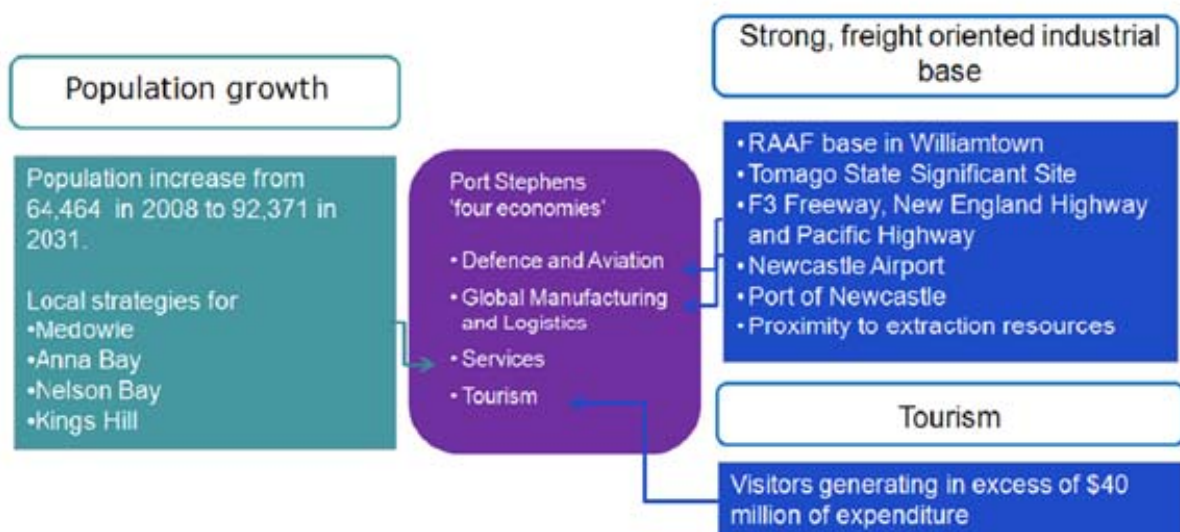 Population growth
Population increase from
64,464 in 2008 to 92,371 in
2031.
Local strategies for
•Medowie
•Anna Bay
•Nelson Bay
•Kings Hill
Port Stephens
'four economies'
• Defence and Aviation
• Global Manufacturing
and Logistics
• Services
• Tourism
Strong, freight oriented industrial
base
•RAAF base in Williamtown
•Tomago State Significant Site
•F3 Freeway, New England Highway
and Pacific Highway
•Newcastle Airport
•Port of Newcastle
•Proximity to extraction resources
Tourism
Visitors generating in excess of $40
million of expenditure